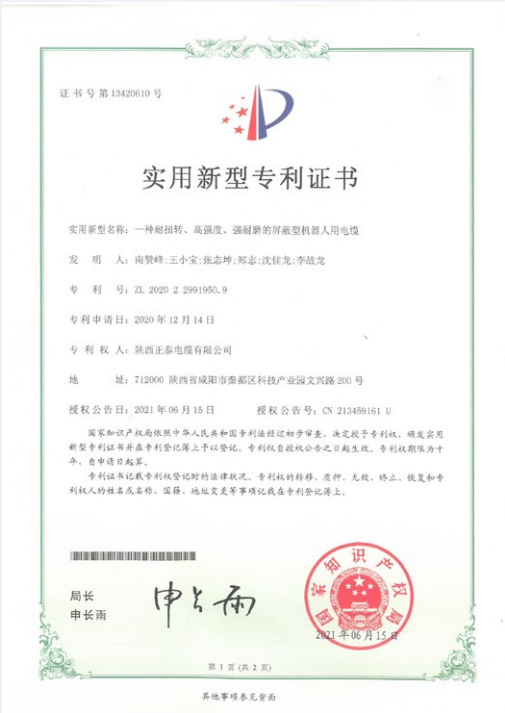 证书号第13420610号
实用新型专利证书
实用新型名称：一种耐扭转、高强度、强耐磨的屏蔽型机器人用电缆
发 明 人：南赞峰;王小宝;张志坤;郑志;沈佳龙;李战龙
专 利 号：ZL 2020 2 2991950.9
专利申请日：2020年12月14日
专 利 权 人：陕西正泰电缆有限公司
地 址：712000 陕西省咸阳市秦都区科技产业园文兴路200号
授权公告日：2021年06月15日 授权公告号：CN 213459161 U
国家知识产权局依照中华人民共和国专利法经过初步审查，决定授予专利权，颁发实用
新型专利证书并在专利登记簿上予以登记。专利权自授权公告之日起生效。专利权期限为十
年，自申请日起算。
专利证书记载专利权登记时的法律状况。专利权的转移、质押、无效、终止、恢复和专
利权人的姓名或名称、国籍、地址变更等事项记载在专利登记簿上。
局长
申长雨
申长雨
国家知识产权局
2021年06月15日
第 1 页 (共 2 页)
其他事项参见背面